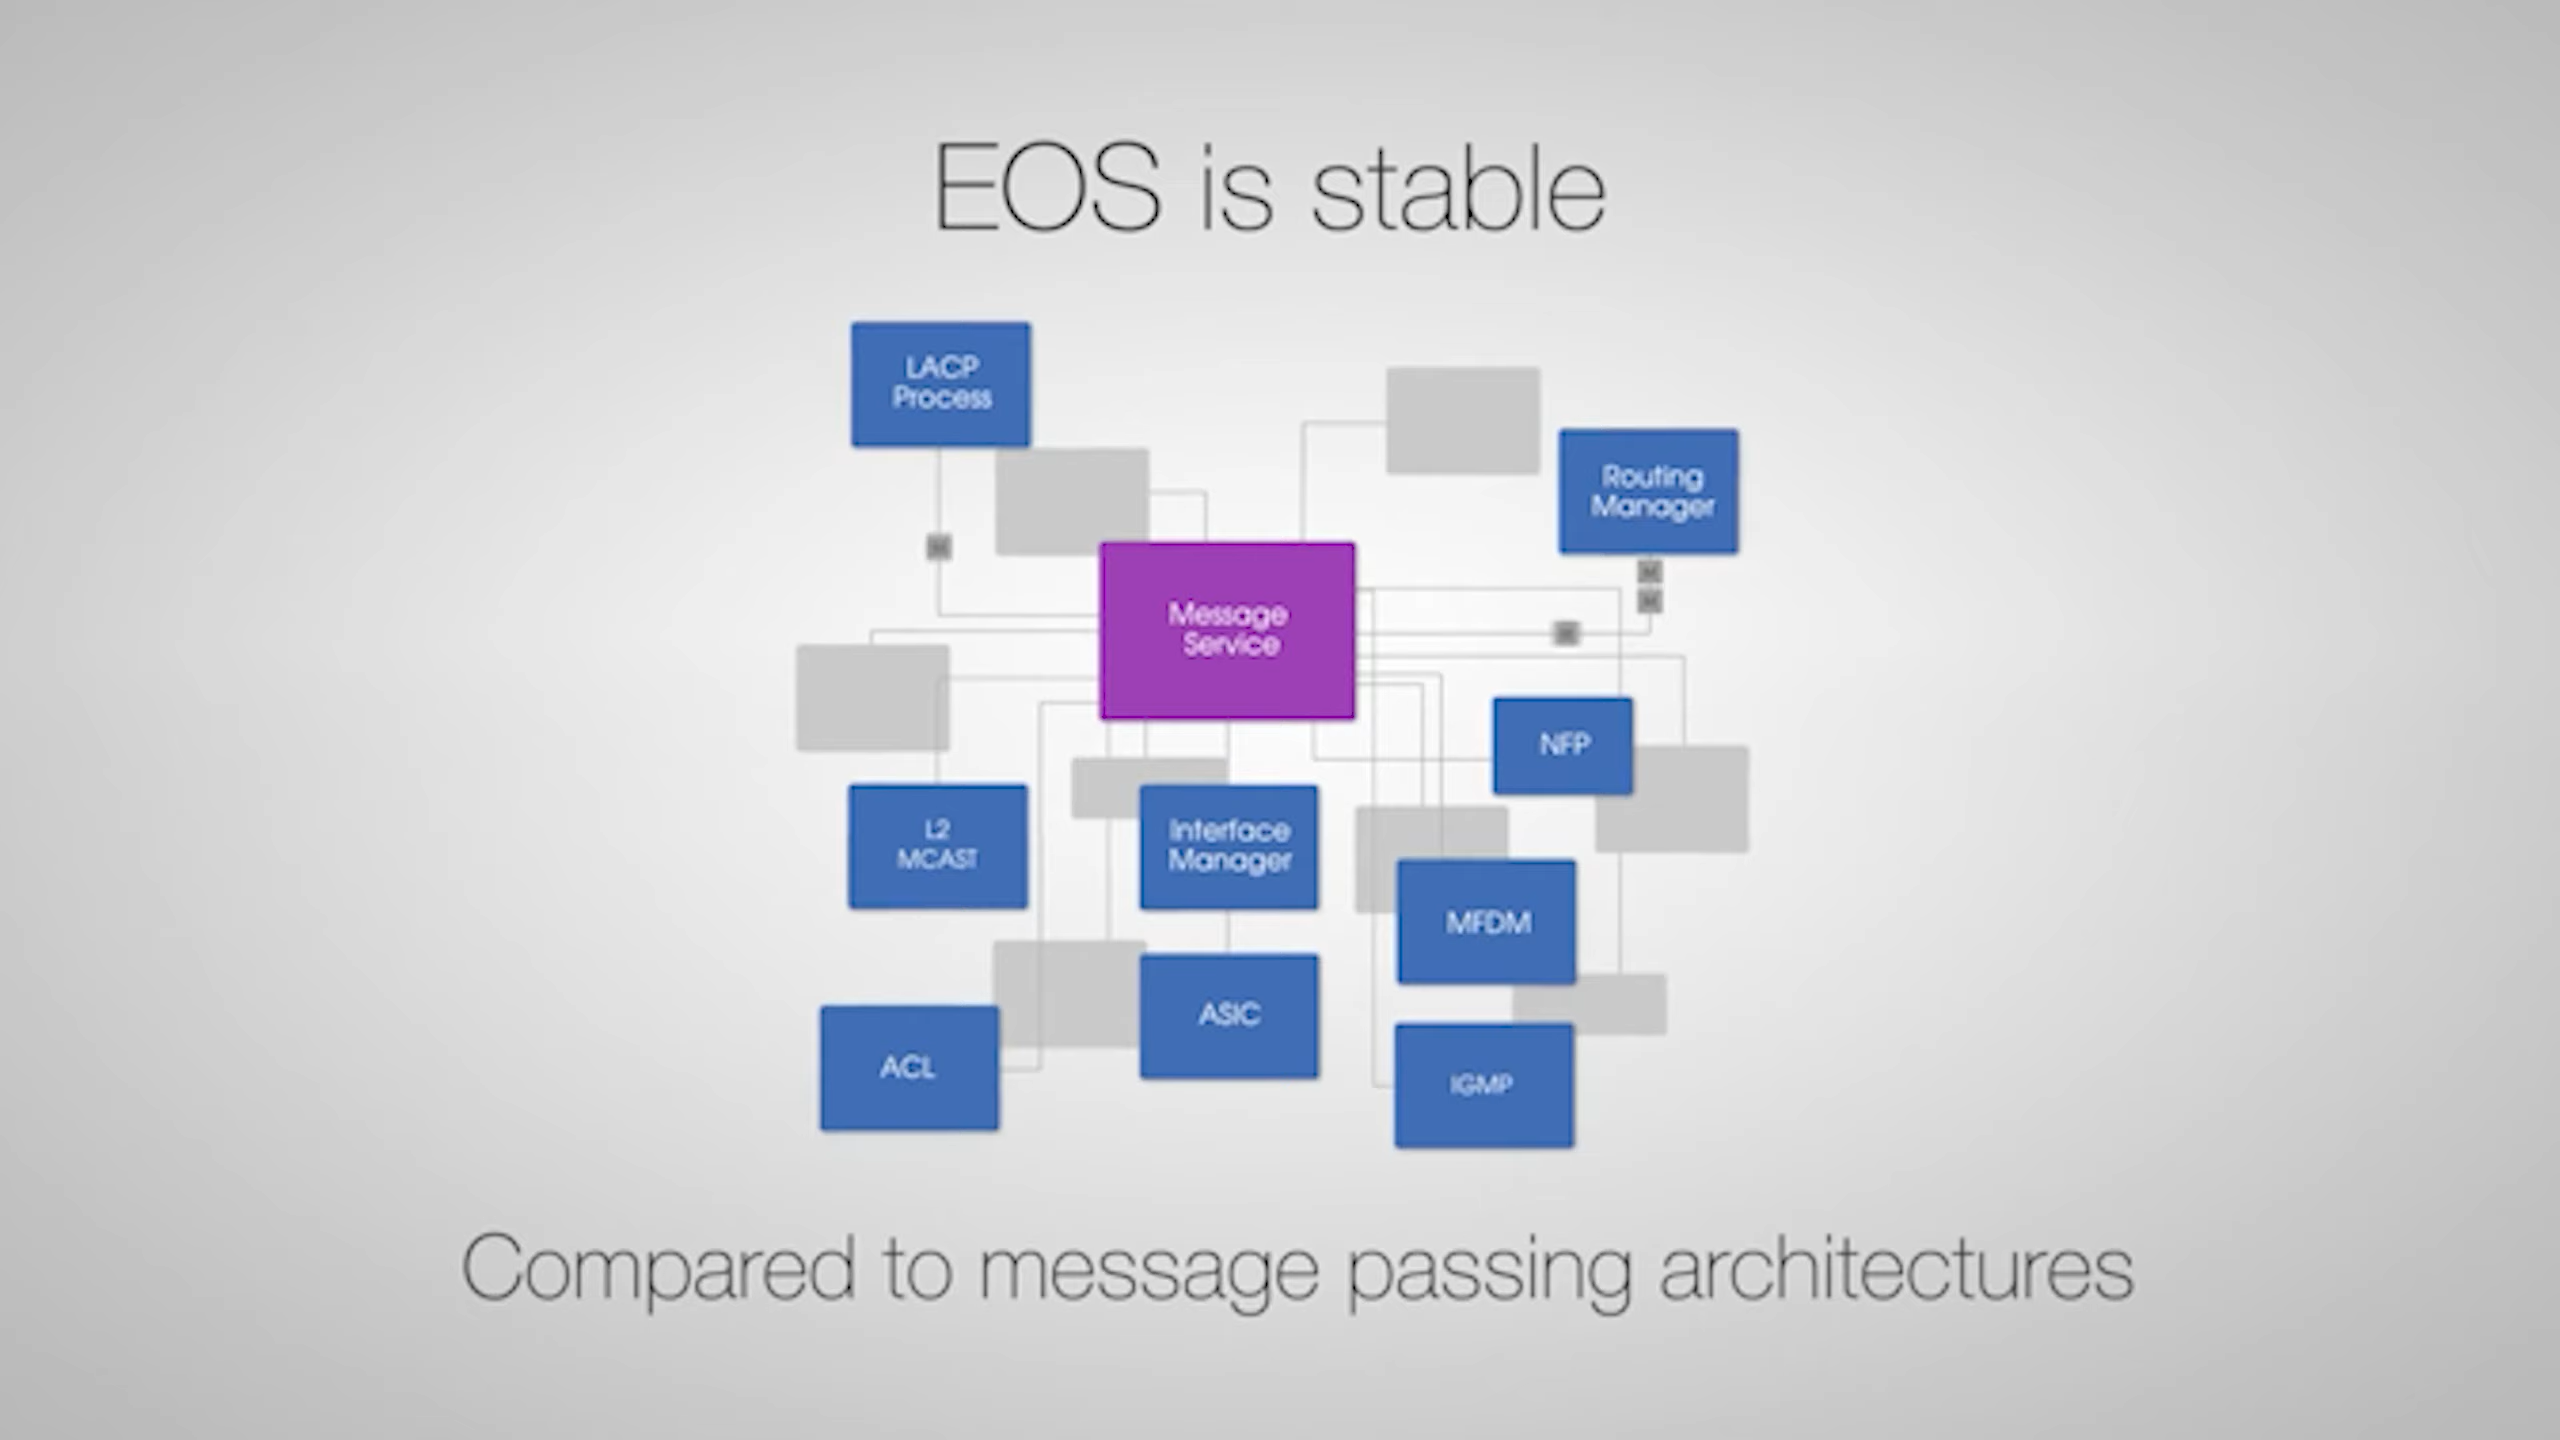 EOS is stable
LACP
Process
Routing
Manager
Message
Service
NFP
L2
MCAST
Interface
Manager
MFDM
ASIC
ACL
IGMP
Compared to message passing architectures